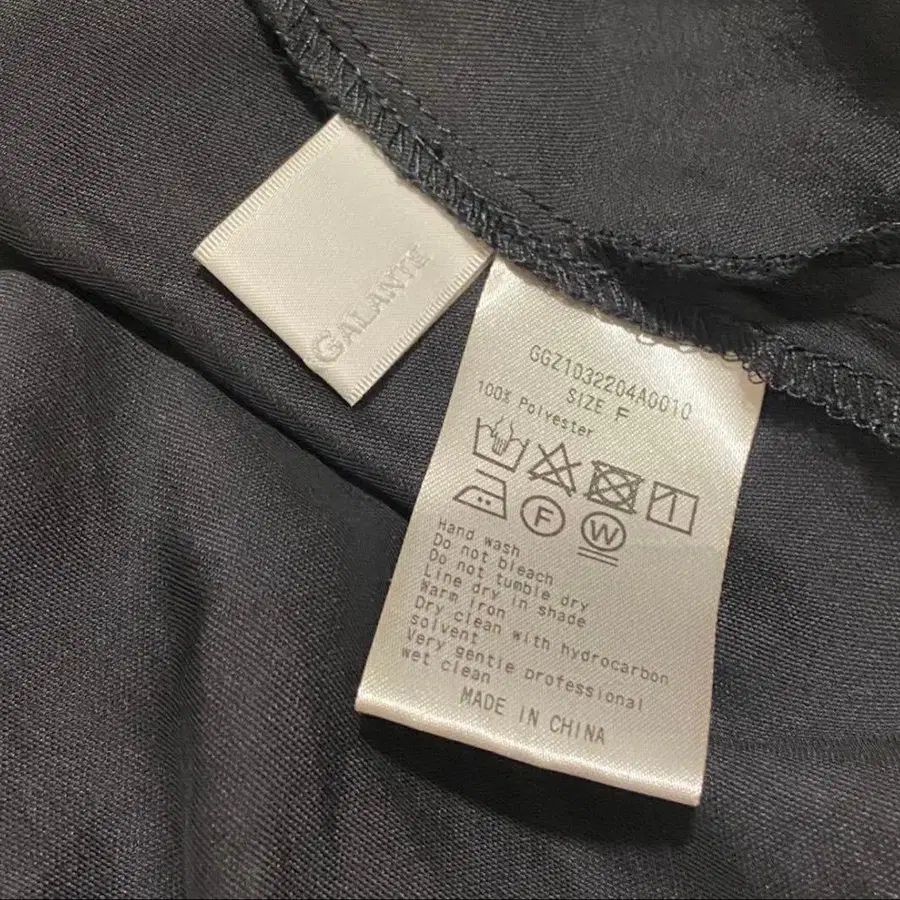 GALANTE
GGZ1032204A0010
SIZE F
100% Polyester
F
W
Hand wash
Do not bleach
Do not tumble dry
Line dry in shade
Warm iron
Dry clean with hydrocarbon
solvent
Very gentle professional
wet clean
MADE IN CHINA